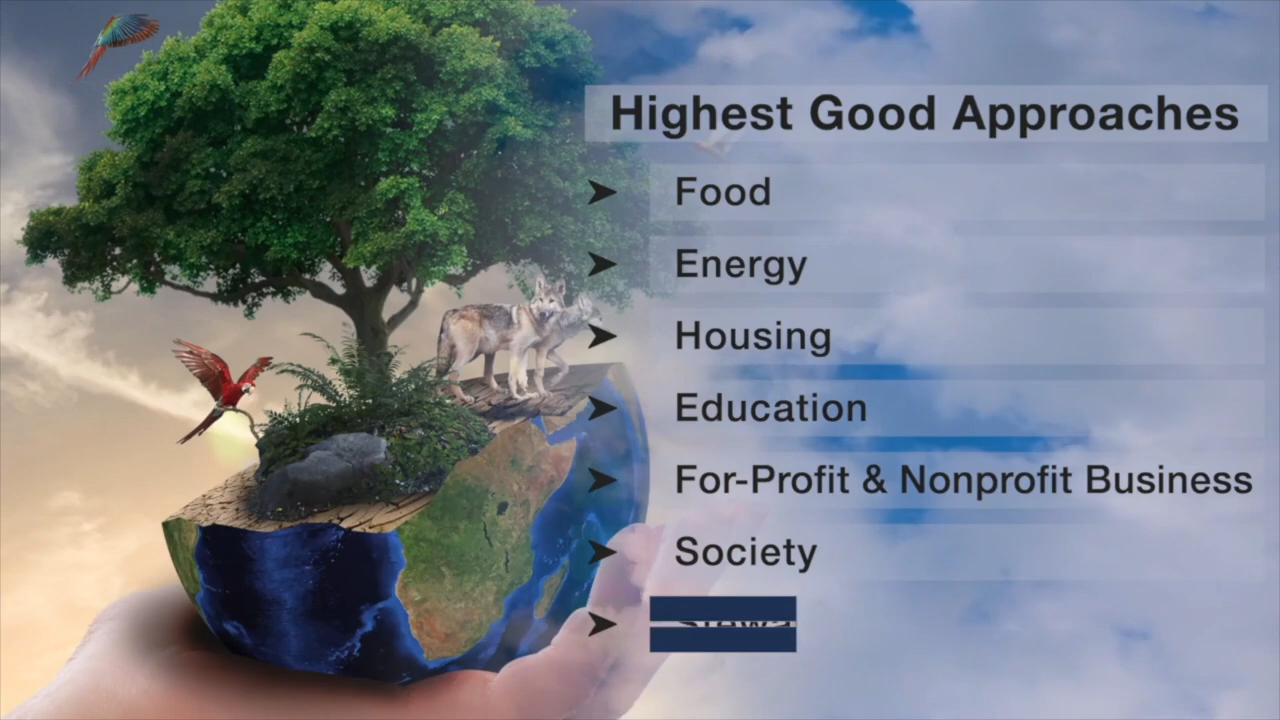 Highest Good Approaches
Food
Energy
Housing
Education
For-Profit & Nonprofit Business
Society